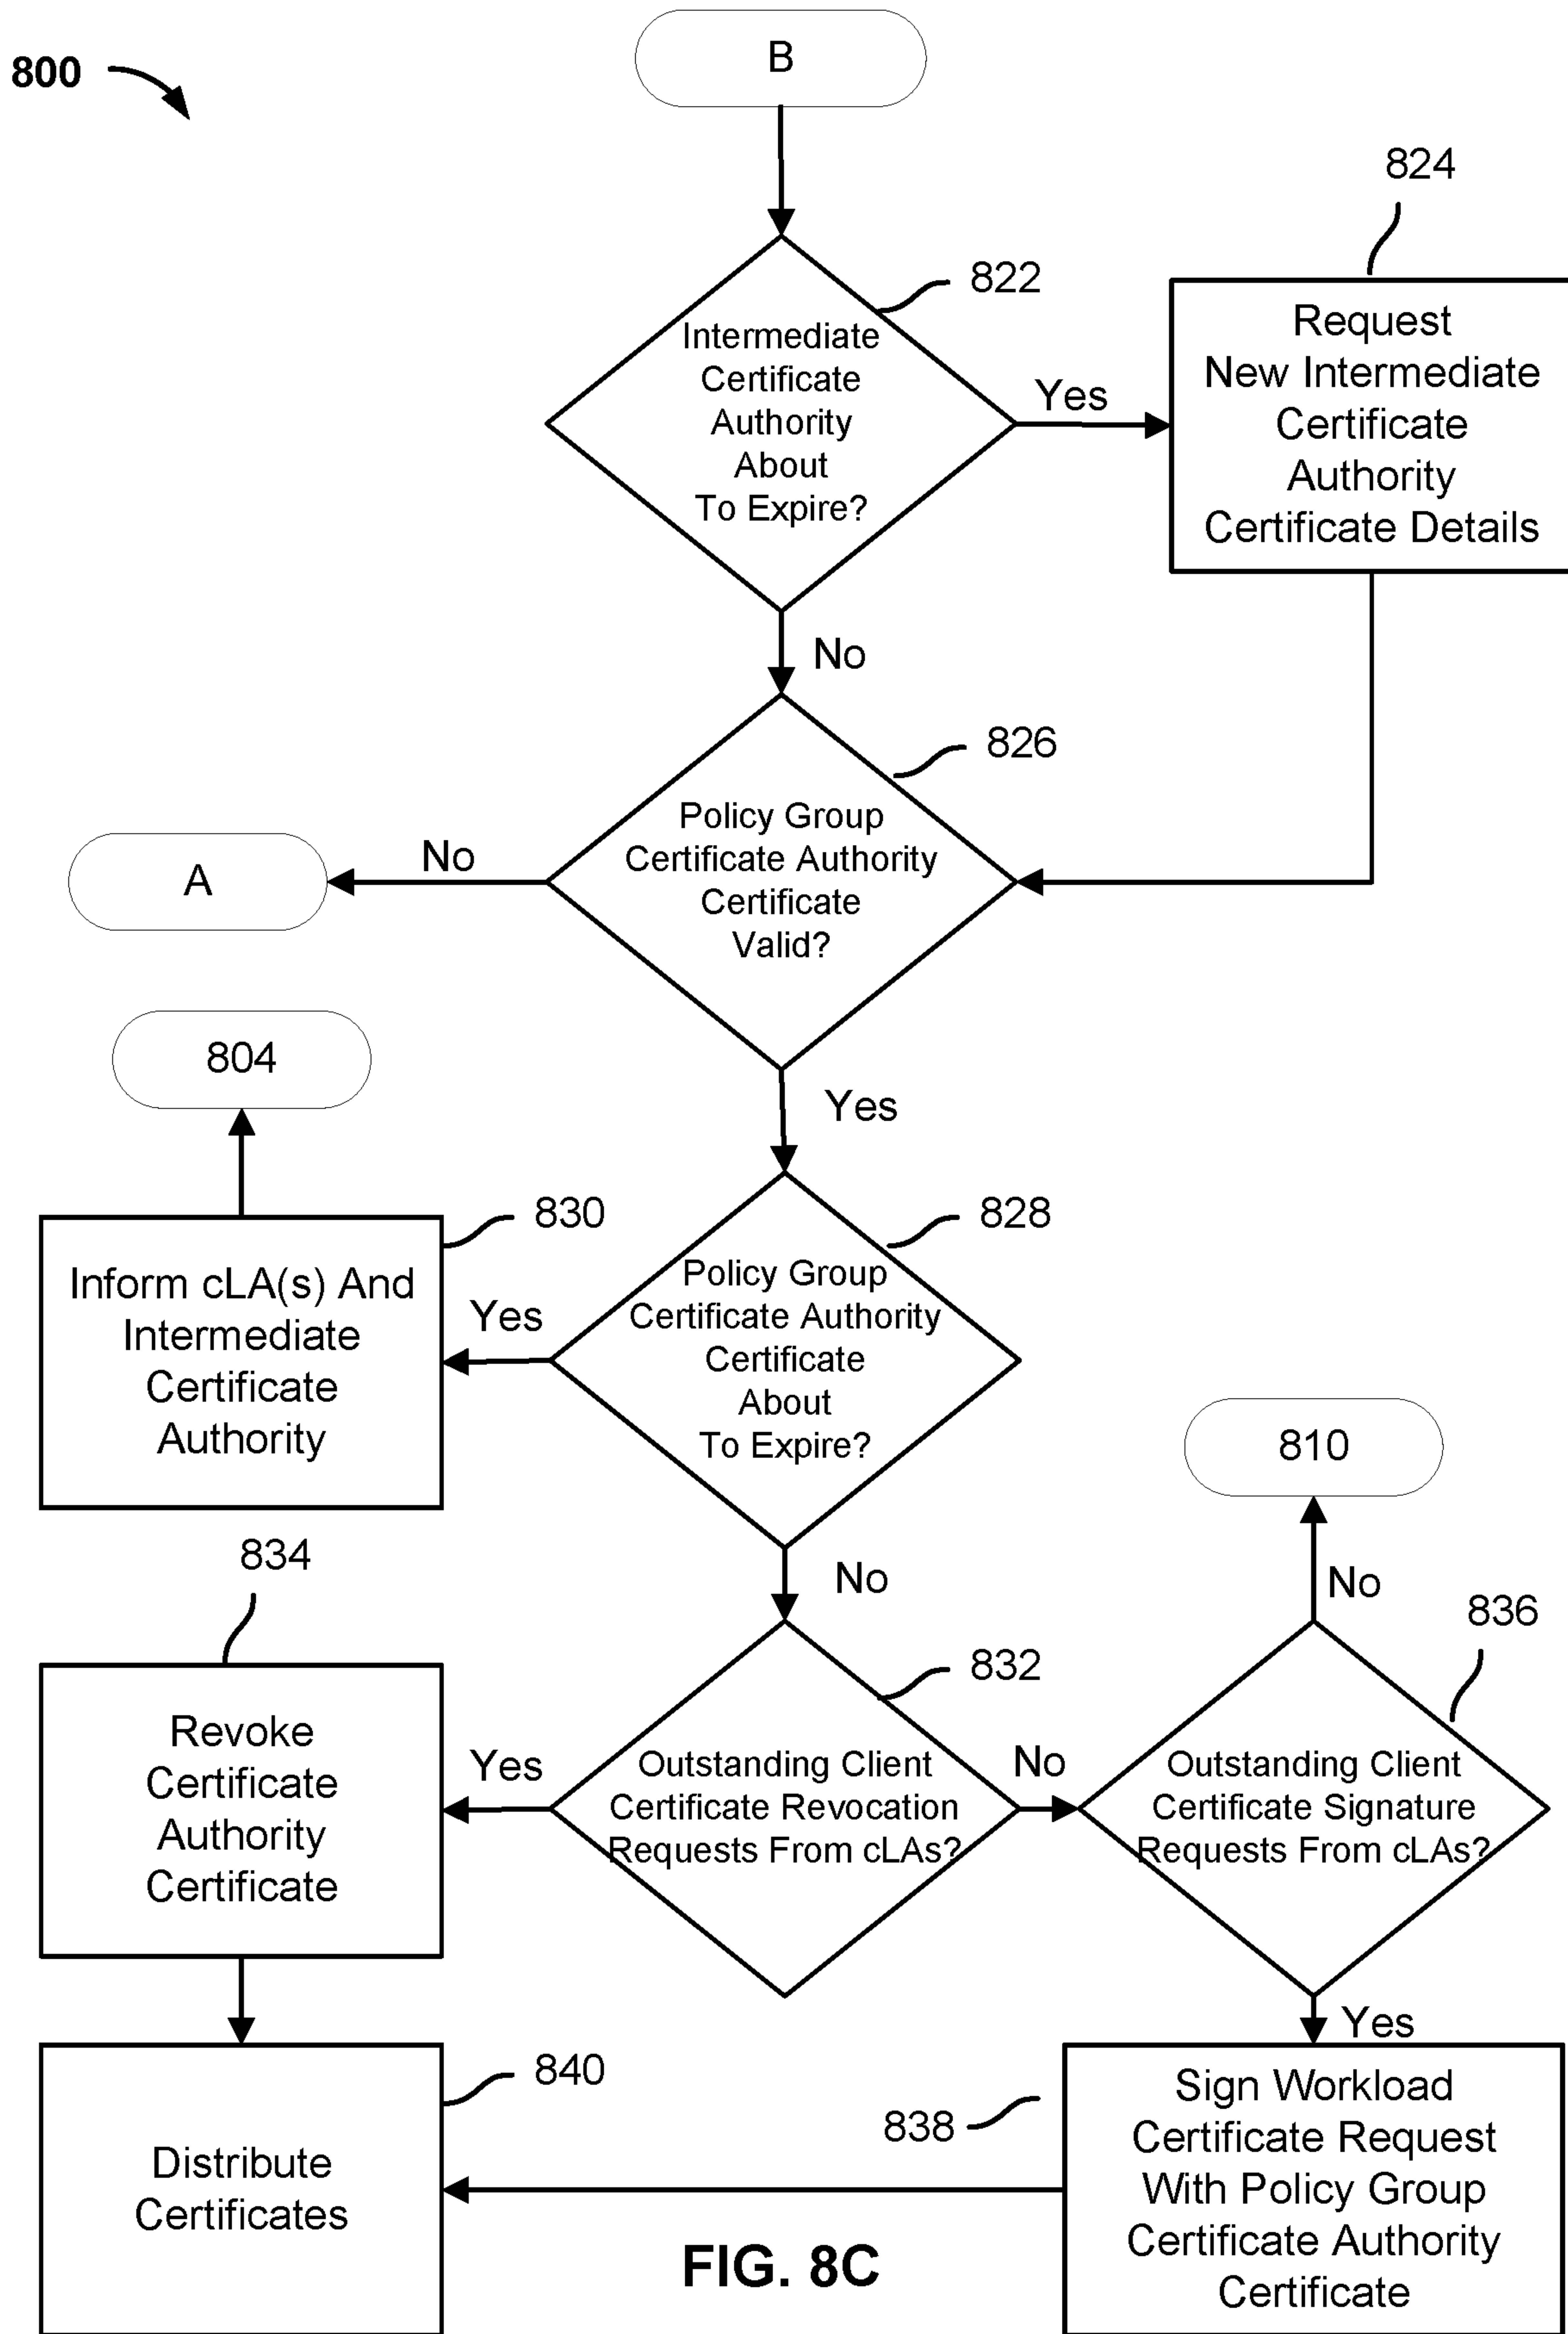 800
B
824
822
Intermediate
Certificate
Authority
About
To Expire?
Yes
Request
New Intermediate
Certificate
Authority
Certificate Details
No
826
Policy Group
Certificate Authority
Certificate
Valid?
No
A
804
Yes
830
828
Inform cLA(s) And
Intermediate
Certificate
Authority
Yes
Policy Group
Certificate Authority
Certificate
About
To Expire?
810
834
No
No
836
832
Revoke
Certificate
Authority
Certificate
Yes
Outstanding Client
Certificate Revocation
Requests From cLAs?
No
Outstanding Client
Certificate Signature
Requests From cLAs?
Yes
840
838
Distribute
Certificates
Sign Workload
Certificate Request
With Policy Group
Certificate Authority
Certificate
FIG. 8C